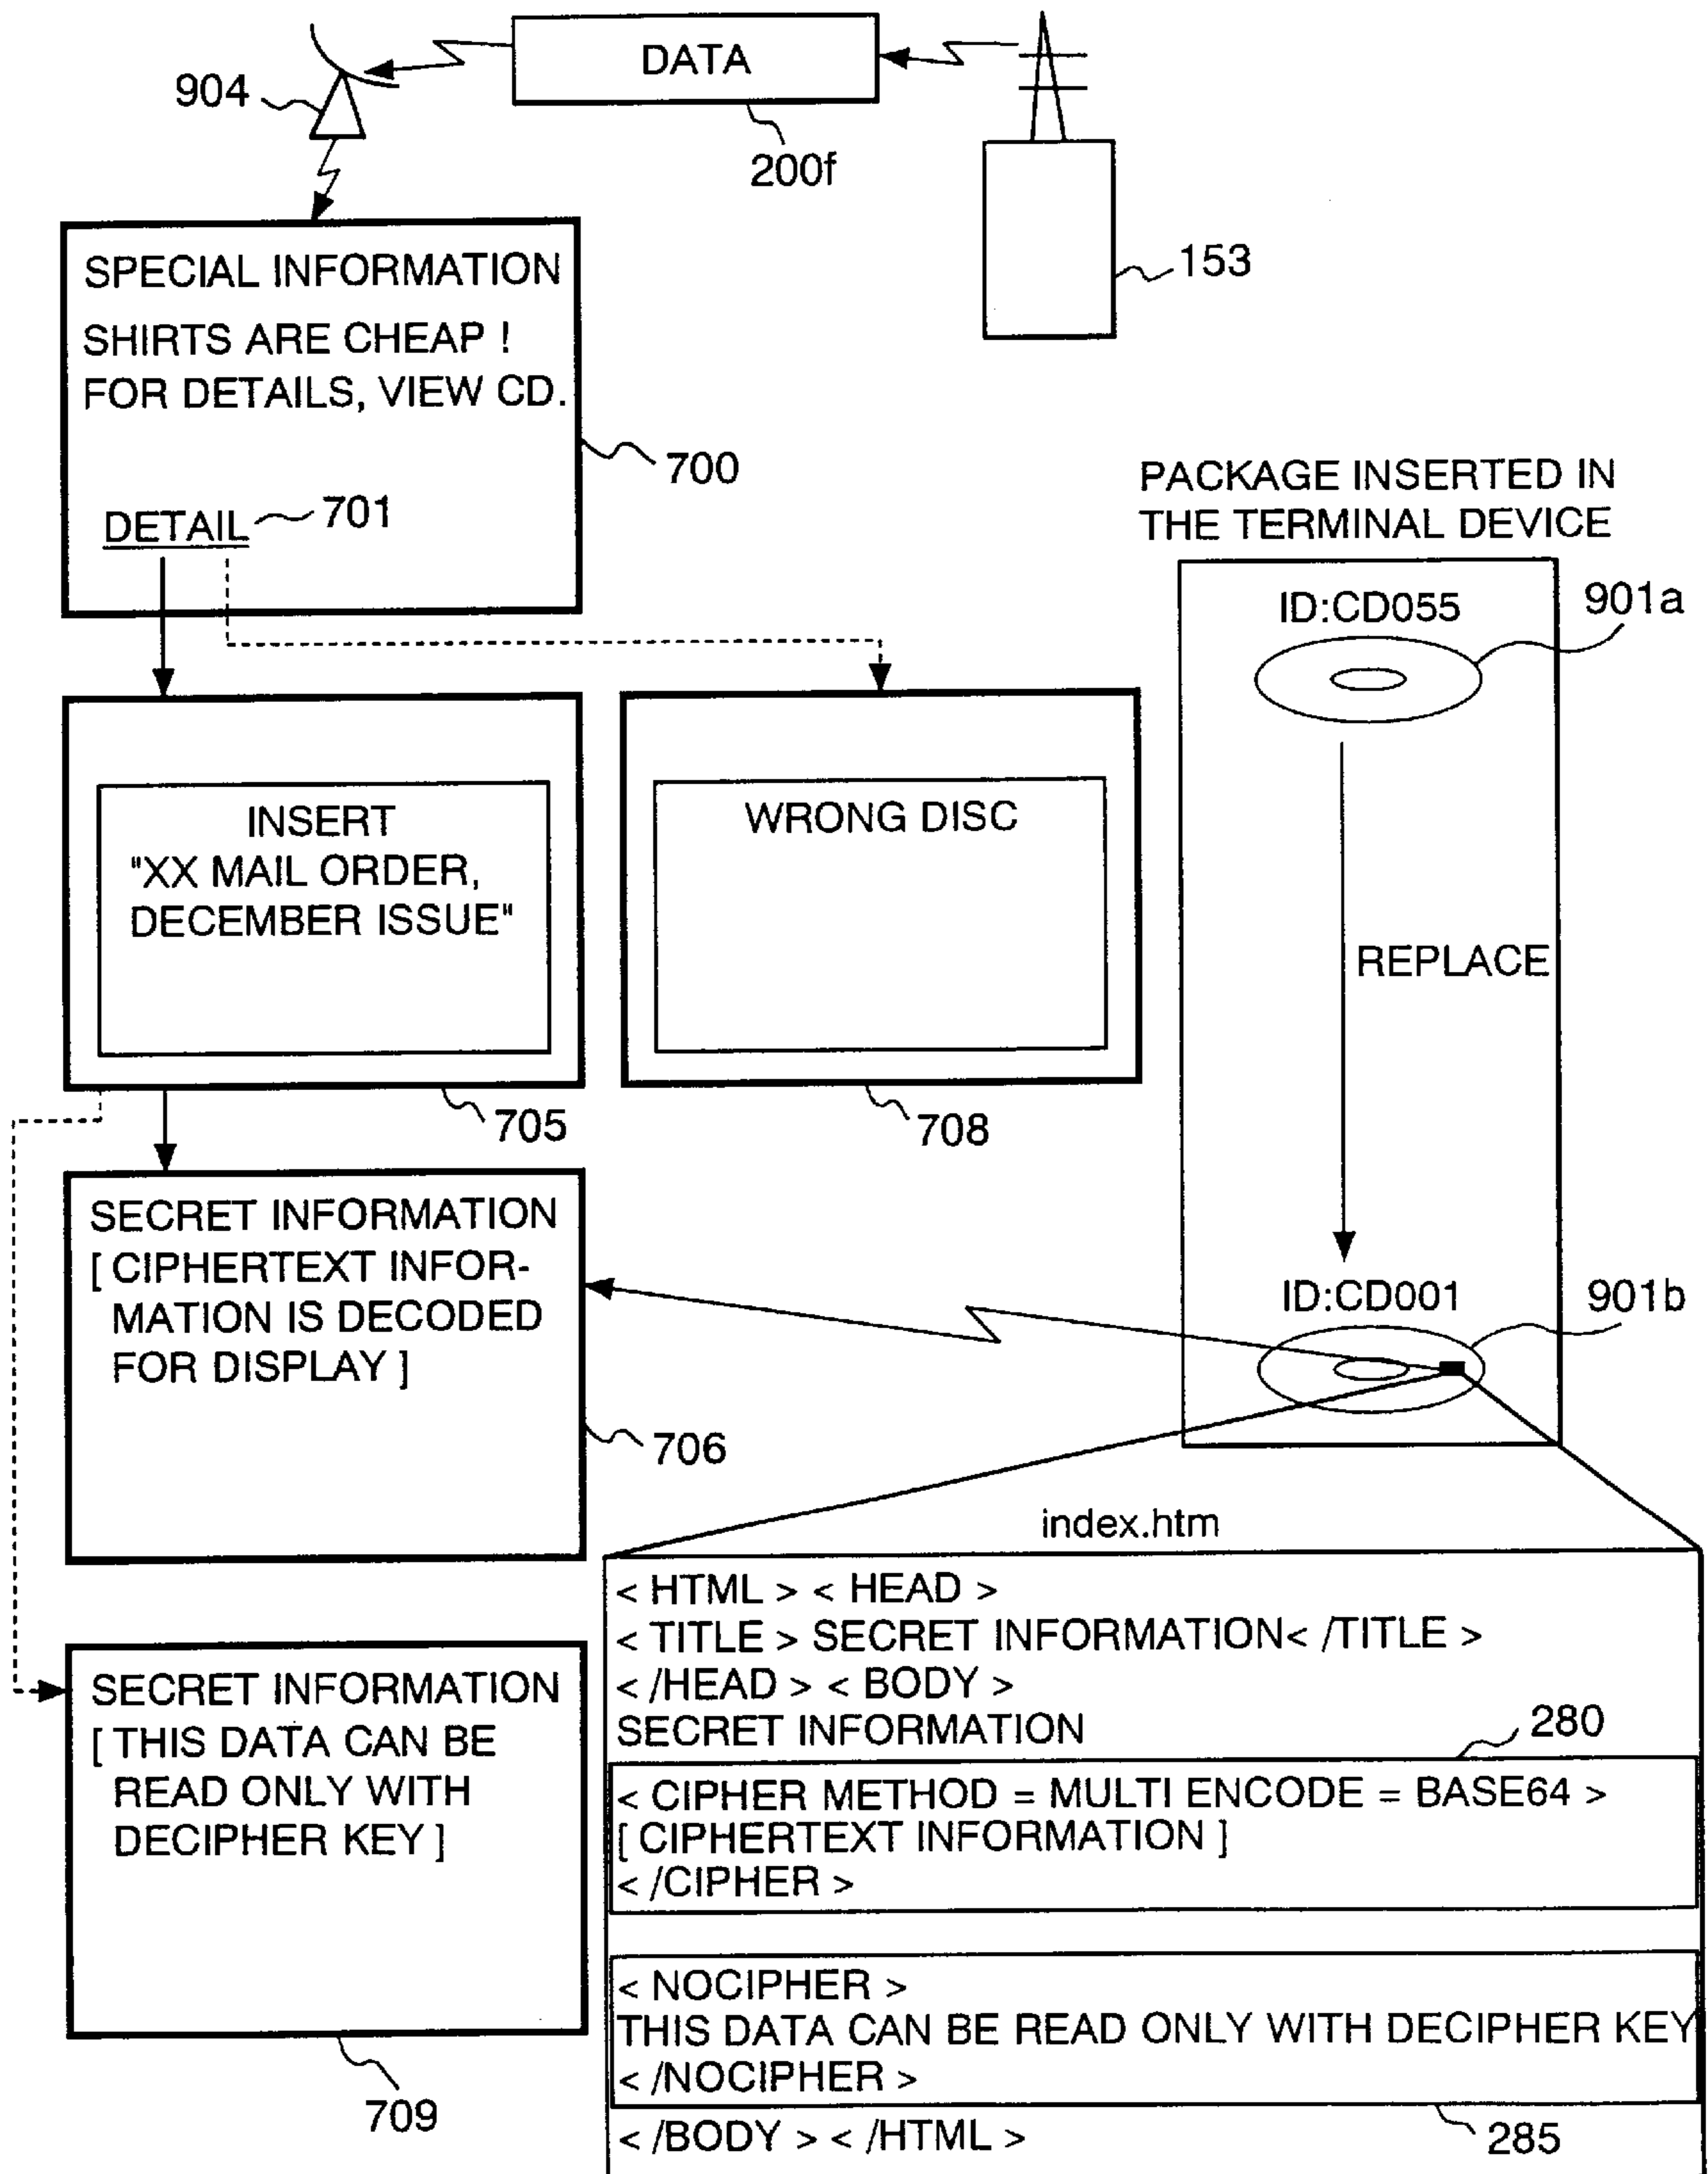 DATA
904
200f
153
SPECIAL INFORMATION
SHIRTS ARE CHEAP !
FOR DETAILS, VIEW CD.
700
DETAIL
701
PACKAGE INSERTED IN
THE TERMINAL DEVICE
ID:CD055
901a
INSERT
"XX MAIL ORDER,
DECEMBER ISSUE"
705
WRONG DISC
708
REPLACE
ID:CD001
901b
SECRET INFORMATION
[ CIPHERTEXT INFOR-
MATION IS DECODED
FOR DISPLAY ]
706
SECRET INFORMATION
[ THIS DATA CAN BE
READ ONLY WITH
DECIPHER KEY ]
709
index.htm
< HTML > < HEAD >
< TITLE > SECRET INFORMATION< /TITLE >
< /HEAD > < BODY >
SECRET INFORMATION
280
< CIPHER METHOD = MULTI ENCODE = BASE64 >
[ CIPHERTEXT INFORMATION ]
< /CIPHER >
< NOCIPHER >
THIS DATA CAN BE READ ONLY WITH DECIPHER KEY
< /NOCIPHER >
285
< /BODY > < /HTML >